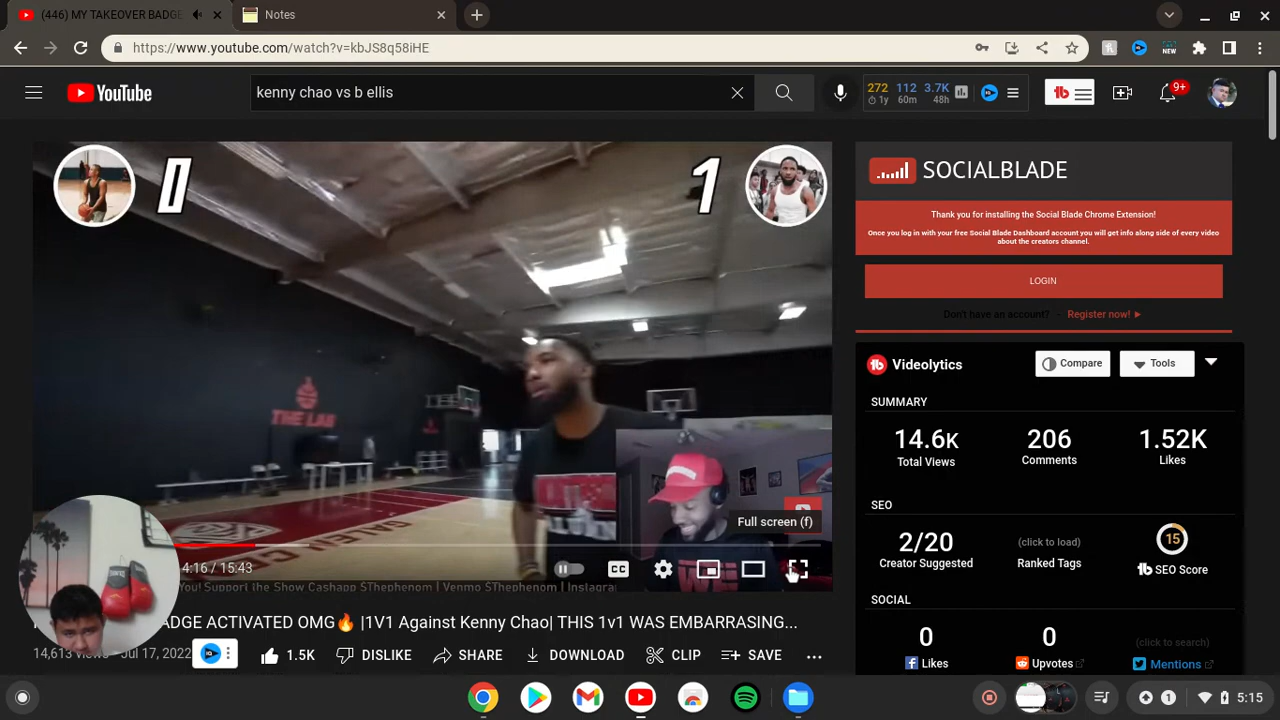 (446) MY TAKEOVER BADGE
Notes
https://www.youtube.com/watch?v=kbJS8q58iHE
NEW
YouTube
kenny chao vs b ellis
272 112 3.7K
1y 60m 48h
9+
0
1
THE LAB
SOCIALBLADE
Thank you for installing the Social Blade Chrome Extension!
Once you log in with your free Social Blade Dashboard account you will get info along side of every video
about the creators channel.
LOGIN
Don't have an account? - Register now! ►
Videolytics
Compare
Tools
SUMMARY
14.6K
206
1.52K
Total Views
Comments
Likes
SEO
2/20
(click to load)
15
Creator Suggested
Ranked Tags
SEO Score
SOCIAL
0
0
(click to search)
Likes
Upvotes
Mentions
Full screen (f)
4:16 / 15:43
CC
You! Support the Show Cashapp $Thephenom | Venmo $Thephenom | Instagra
ADGE ACTIVATED OMG🔥 |1V1 Against Kenny Chao| THIS 1v1 WAS EMBARRASING...
14,613 views • Jul 17, 2022
1.5K
DISLIKE
SHARE
DOWNLOAD
CLIP
SAVE
1
5:15